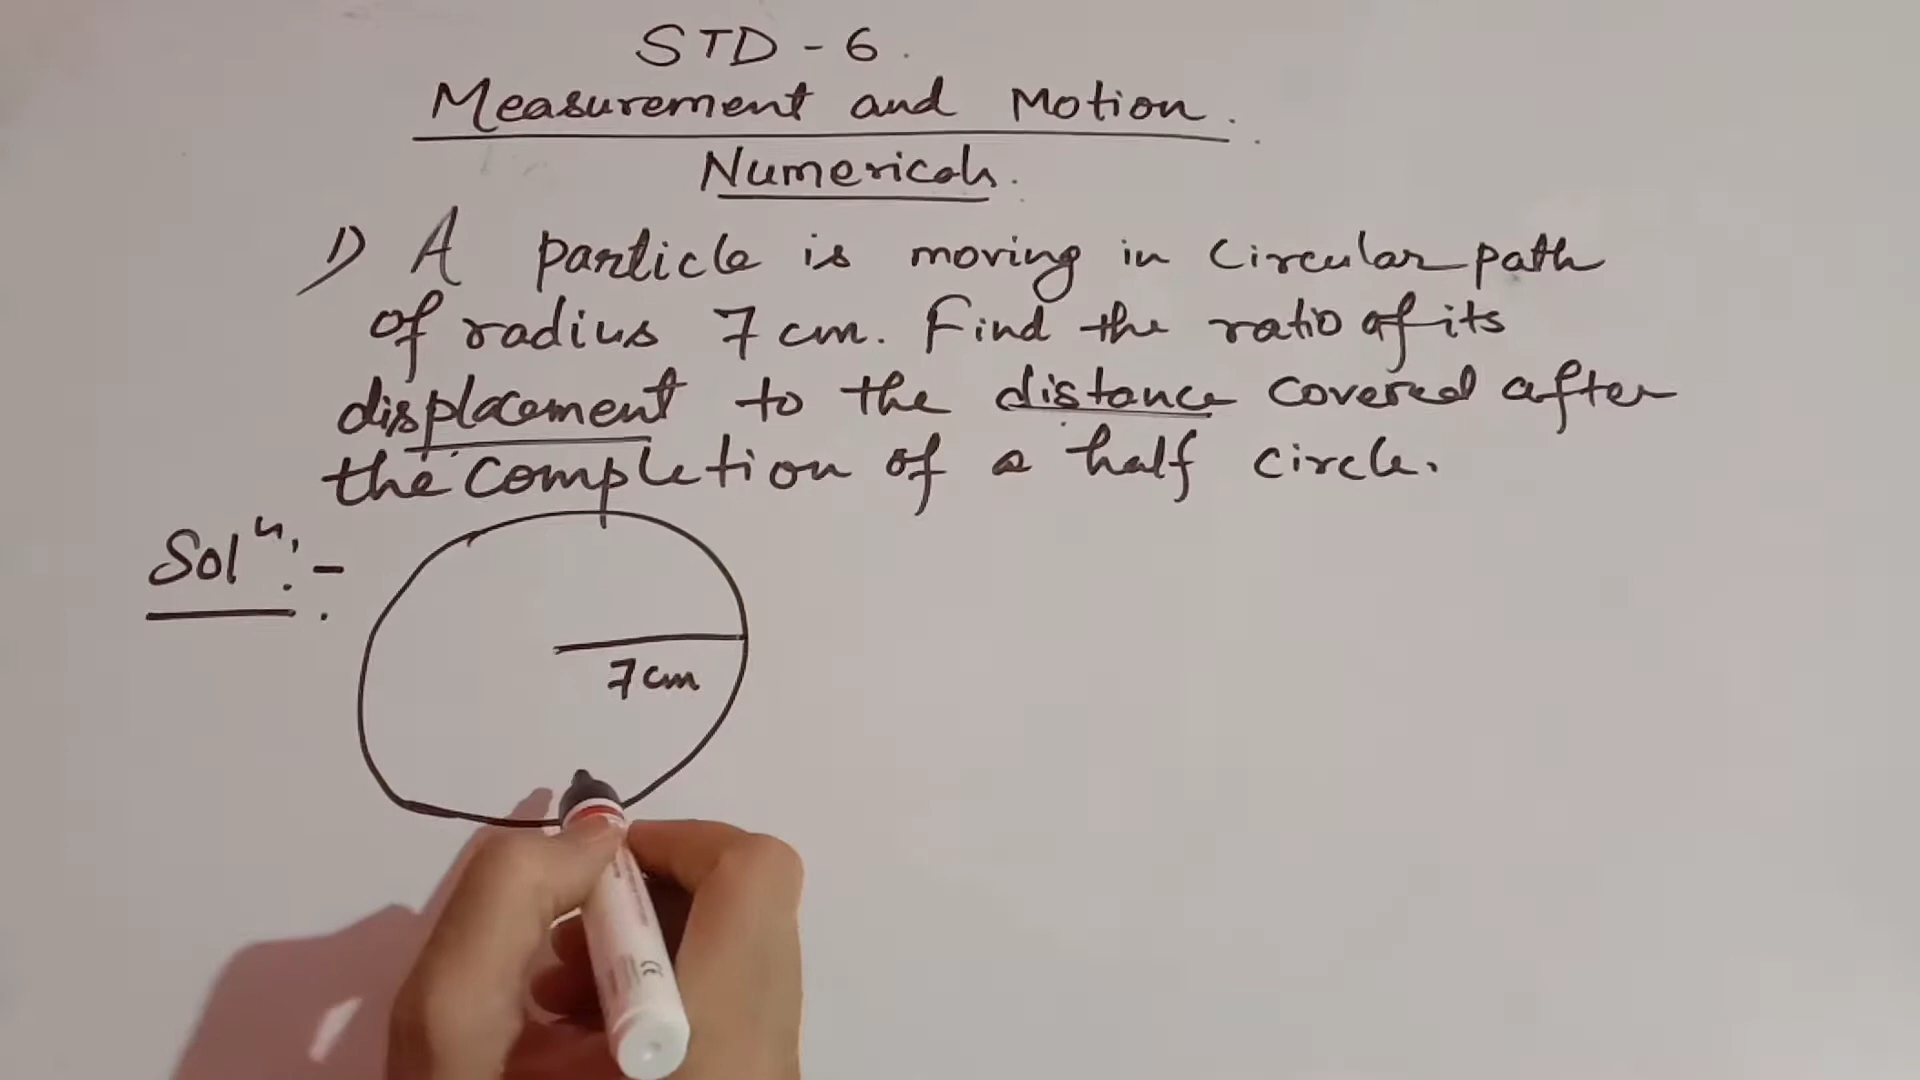 STD - 6.
Measurement and Motion.
Numericals.
1) A particle is moving in Circular path
of radius 7 cm. Find the ratio of its
displacement to the distance covered after
the completion of a half circle.
Solⁿ:-
7cm